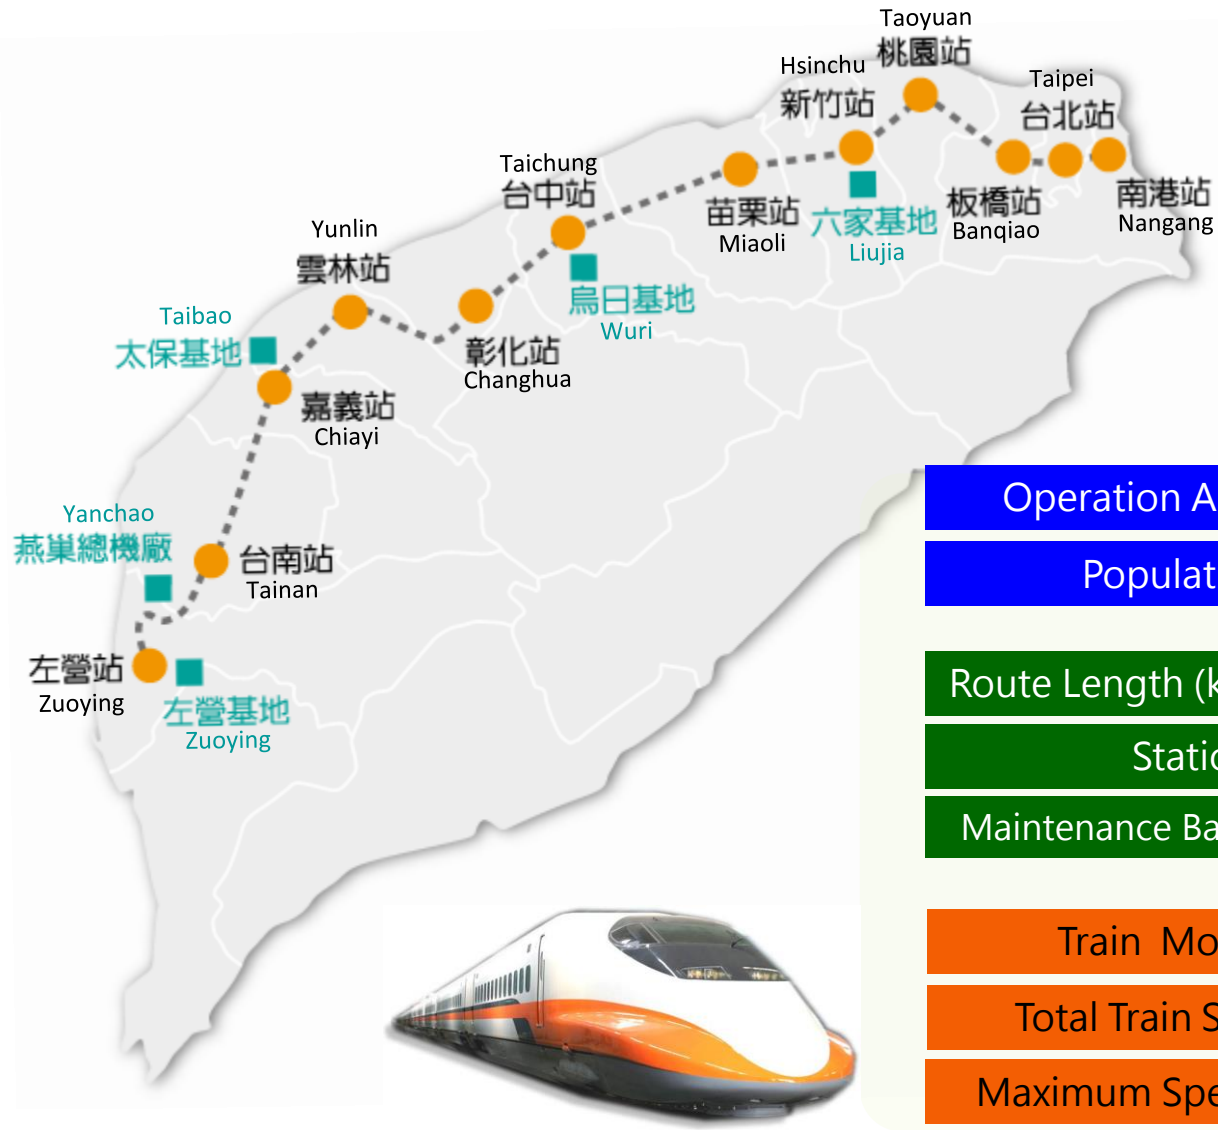 Taoyuan
桃園站
Hsinchu
新竹站
Taipei
台北站
Taichung
台中站
苗栗站
Miaoli
六家基地
Liujia
板橋站
Banqiao
南港站
Nangang
Yunlin
雲林站
烏日基地
Wuri
Taibao
太保基地
彰化站
Changhua
嘉義站
Chiayi
Yanchao
燕巢總機廠
台南站
Tainan
左營站
Zuoying
左營基地
Zuoying
Operation A
Populat
Route Length (k
Statio
Maintenance Ba
Train Mo
Total Train S
Maximum Spe